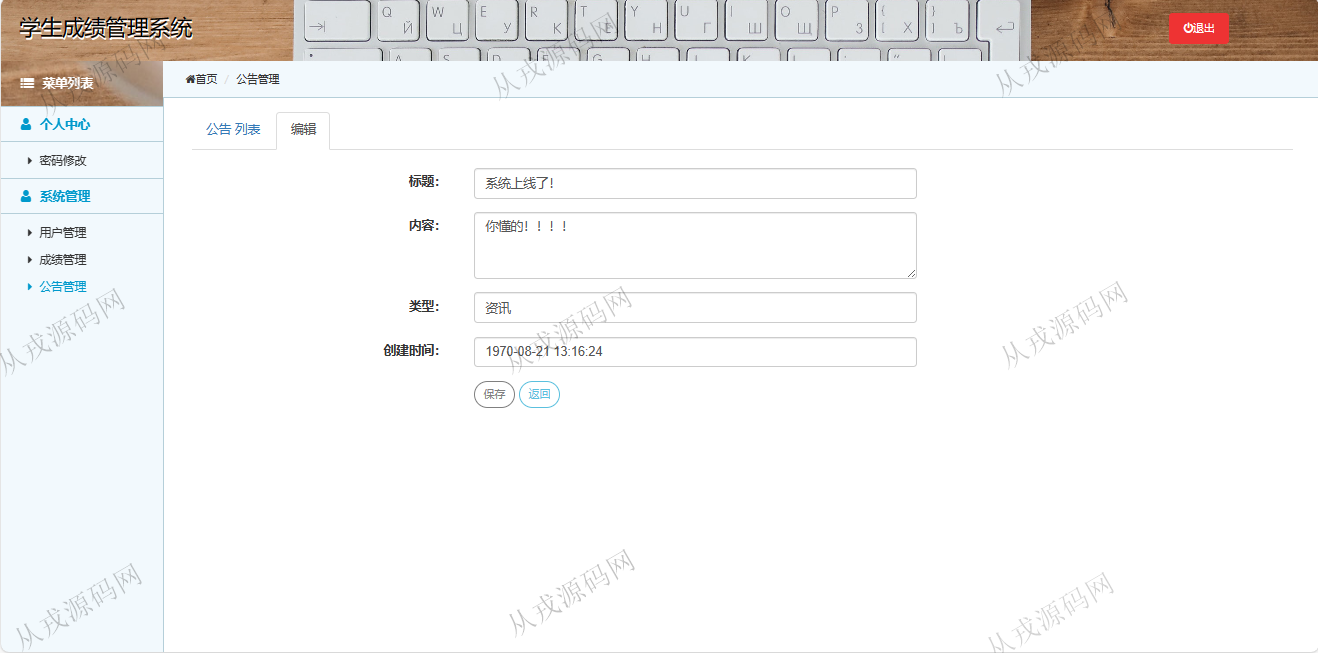 学生成绩管理系统
退出
Q Й W Ц E У R К T Е Y Н U Г I Ш O Щ P З { [ Х } ] Ъ
菜单列表
首页 / 公告管理
个人中心
密码修改
系统管理
用户管理
成绩管理
公告管理
公告 列表
编辑
标题:
系统上线了!
内容:
你懂的！！！！
类型:
资讯
创建时间:
1970-08-21 13:16:24
保存
返回
从戎源码网
从戎源码网
从戎源码网
从戎源码网
从戎源码网
从戎源码网
从戎源码网
从戎源码网
从戎源码网